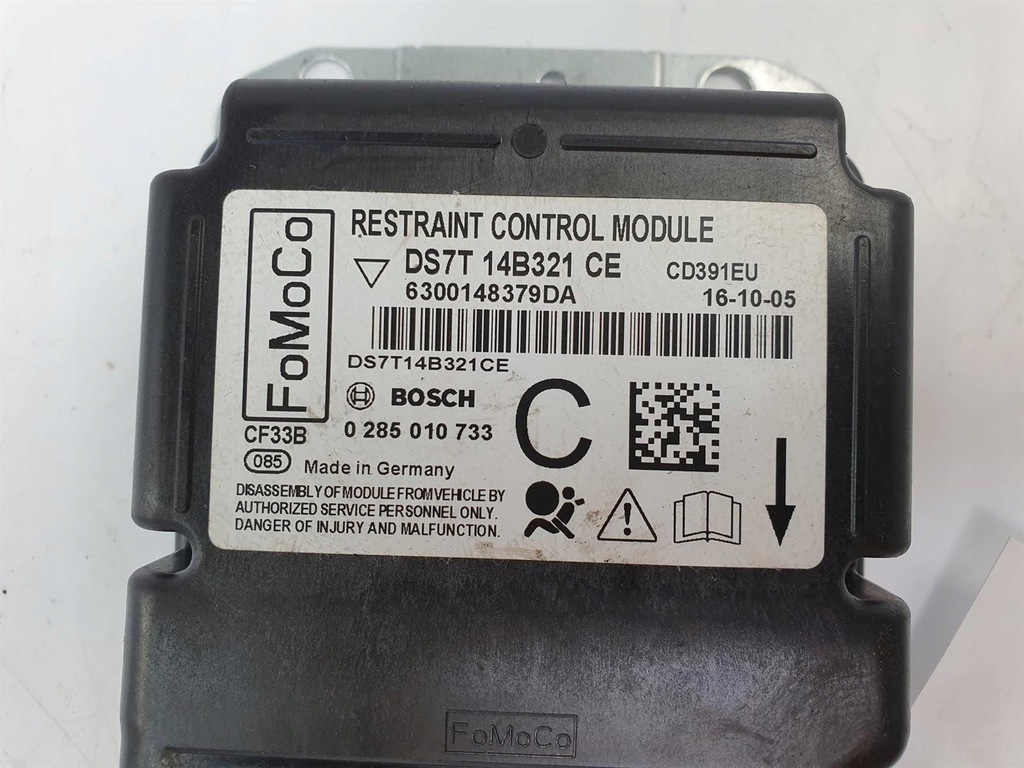 FoMoCo
RESTRAINT CONTROL MODULE
DS7T 14B321 CE CD391EU
6300148379DA 16-10-05
DS7T14B321CE
BOSCH
C
0 285 010 733
CF33B
085 Made in Germany
DISASSEMBLY OF MODULE FROM VEHICLE BY
AUTHORIZED SERVICE PERSONNEL ONLY.
DANGER OF INJURY AND MALFUNCTION.
FoMoCo